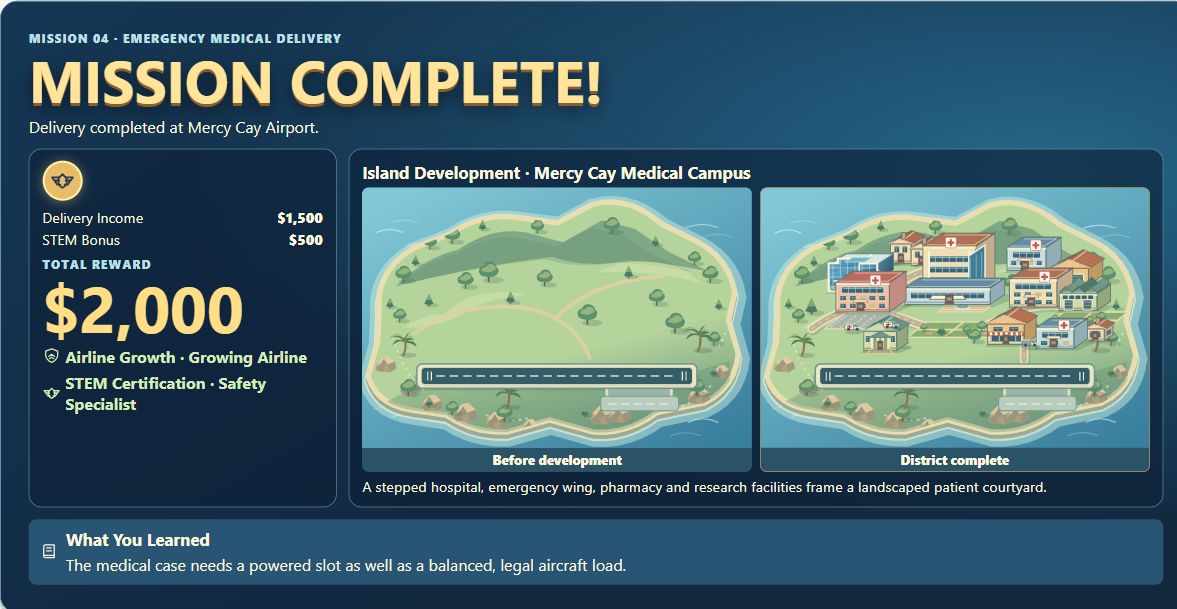 MISSION 04 · EMERGENCY MEDICAL DELIVERY
MISSION COMPLETE!
Delivery completed at Mercy Cay Airport.
Delivery Income $1,500
STEM Bonus $500
TOTAL REWARD
$2,000
Airline Growth · Growing Airline
STEM Certification · Safety
Specialist
Island Development · Mercy Cay Medical Campus
Before development
District complete
A stepped hospital, emergency wing, pharmacy and research facilities frame a landscaped patient courtyard.
What You Learned
The medical case needs a powered slot as well as a balanced, legal aircraft load.